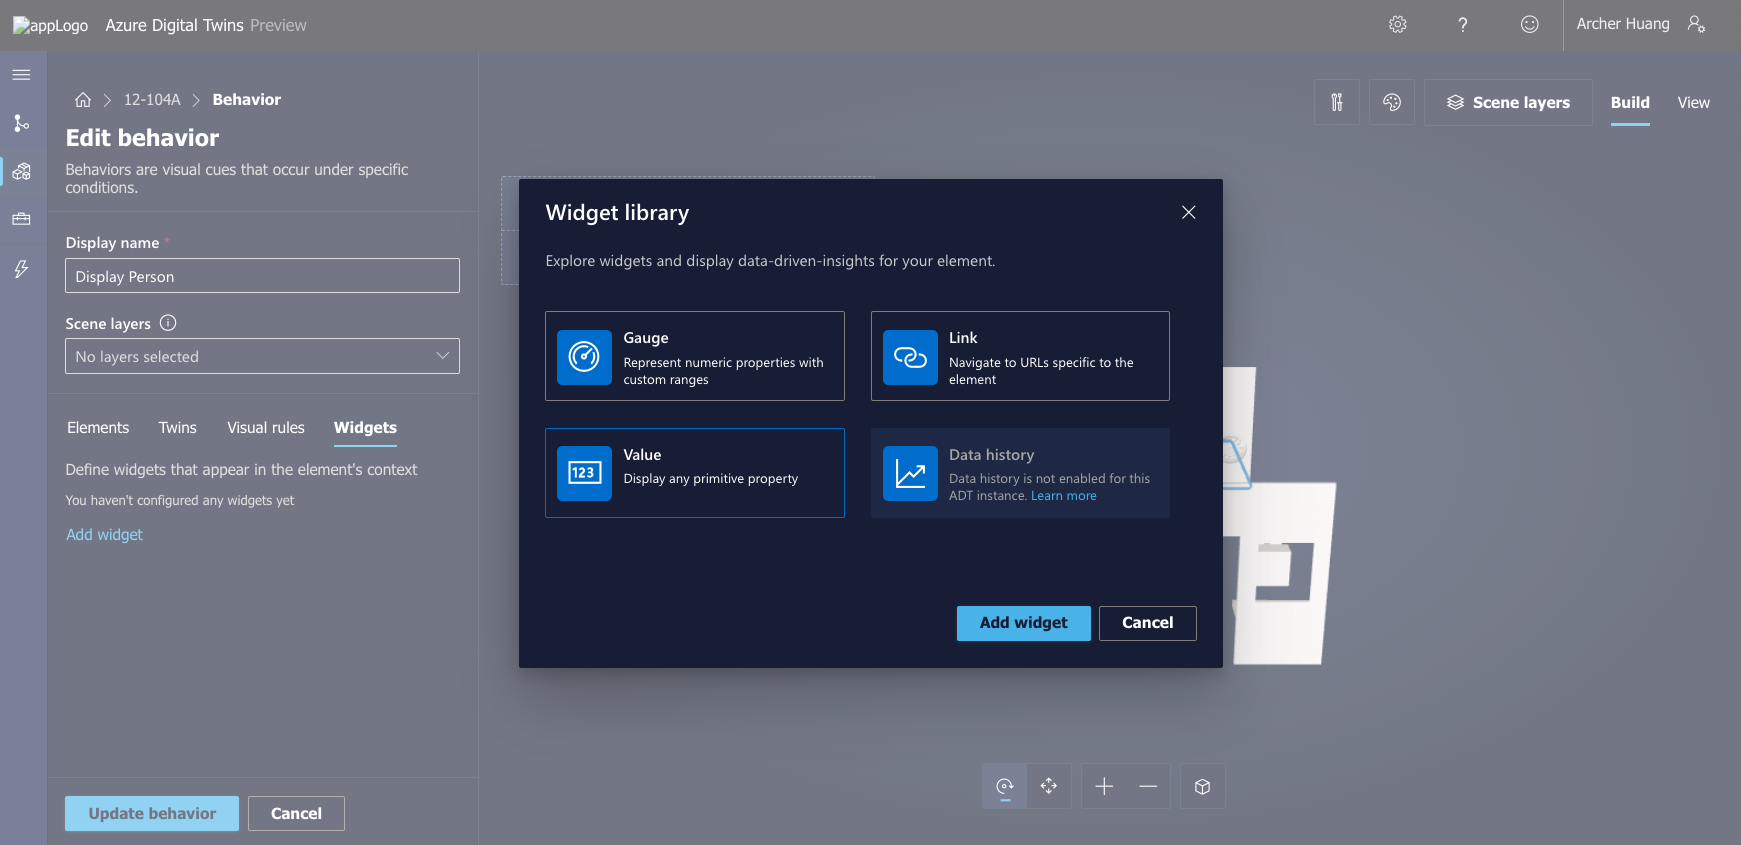 appLogo Azure Digital Twins Preview
? Archer Huang
12-104A Behavior
Edit behavior
Behaviors are visual cues that occur under specific
conditions.
Display name *
Display Person
Scene layers
No layers selected
Elements Twins Visual rules Widgets
Define widgets that appear in the element's context
You haven't configured any widgets yet
Add widget
Update behavior Cancel
Scene layers Build View
Widget library
Explore widgets and display data-driven-insights for your element.
Gauge
Represent numeric properties with
custom ranges
Link
Navigate to URLs specific to the
element
123
Value
Display any primitive property
Data history
Data history is not enabled for this
ADT instance. Learn more
Add widget Cancel